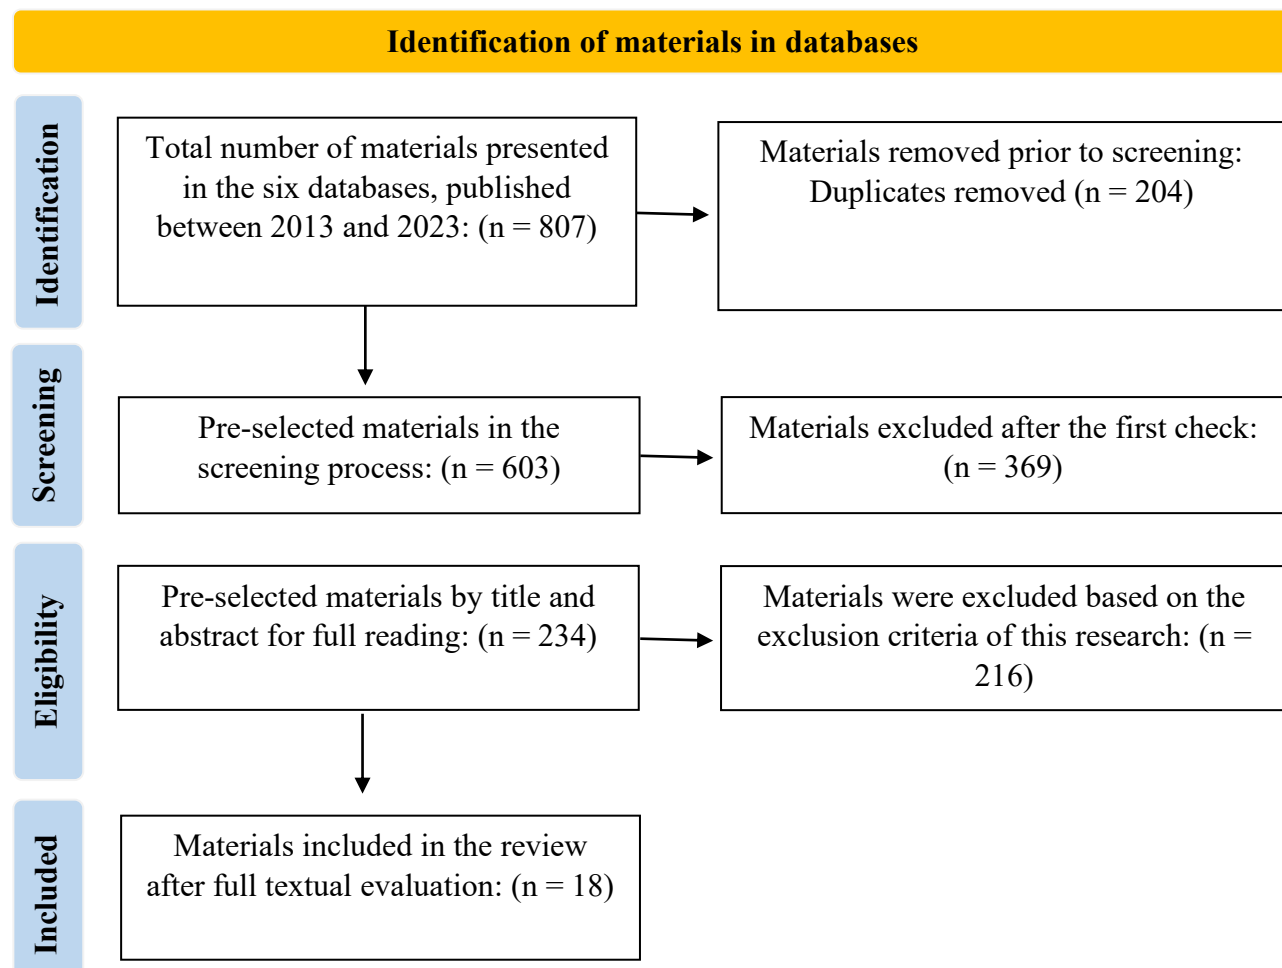 Identification of materials in databases
Identification
Total number of materials presented
in the six databases, published
between 2013 and 2023: (n = 807)
Materials removed prior to screening:
Duplicates removed (n = 204)
Screening
Pre-selected materials in the
screening process: (n = 603)
Materials excluded after the first check:
(n = 369)
Eligibility
Pre-selected materials by title and
abstract for full reading: (n = 234)
Materials were excluded based on the
exclusion criteria of this research: (n =
216)
Included
Materials included in the review
after full textual evaluation: (n = 18)